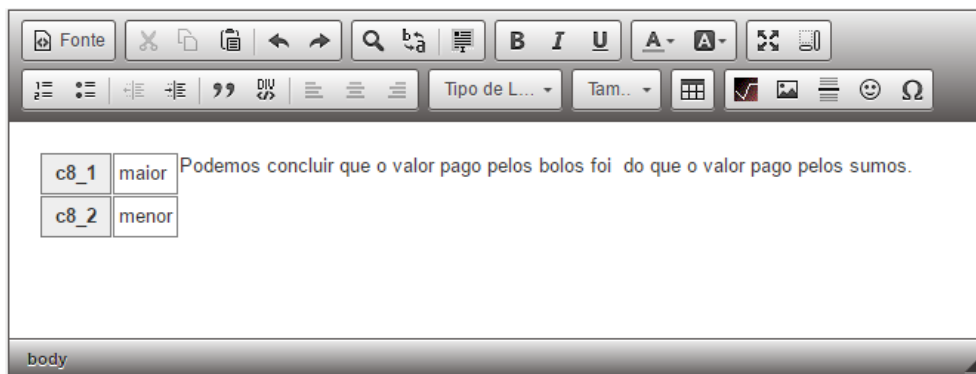 Fonte
B I U A A
Tipo de L... Tam..
Ω
c8_1 maior Podemos concluir que o valor pago pelos bolos foi  do que o valor pago pelos sumos.
c8_2 menor
body